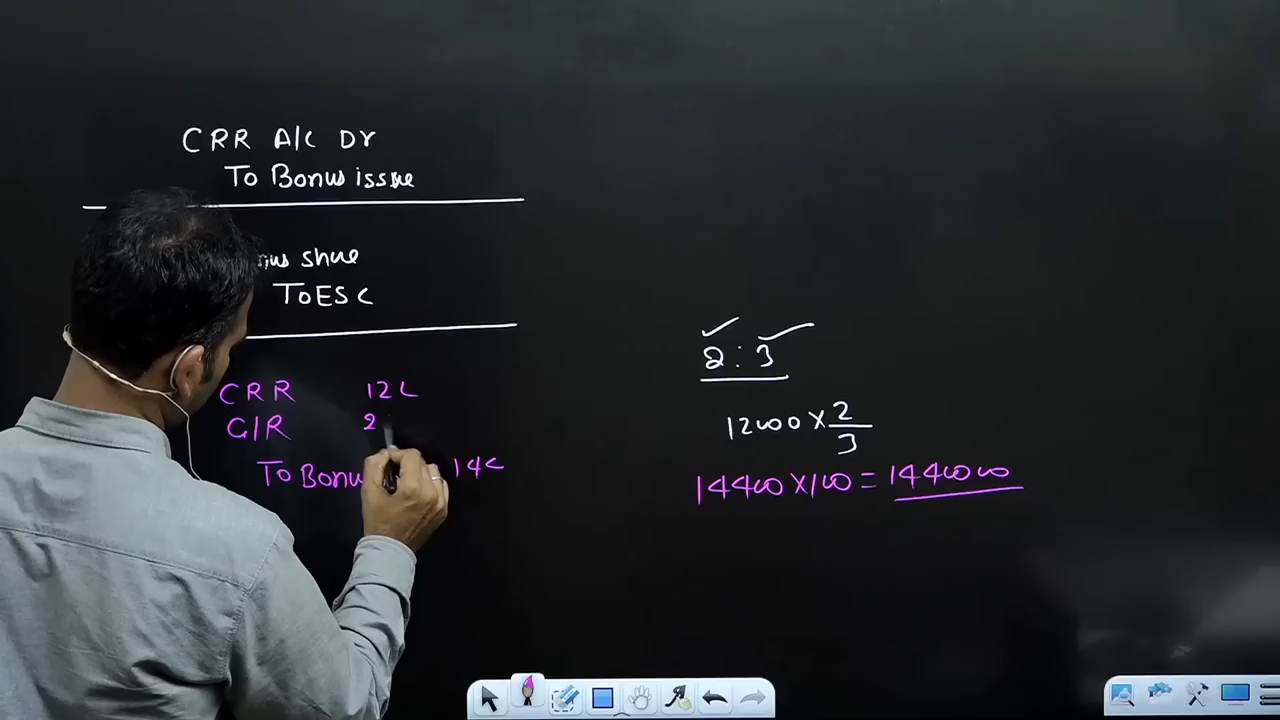 CRR A/C Dr
To Bonus issue
shue
To ESC
CRR 12L
G/R 2
To Bonu 14L
2 : 3
12000 x 2/3
14400 x 100 = 1440000